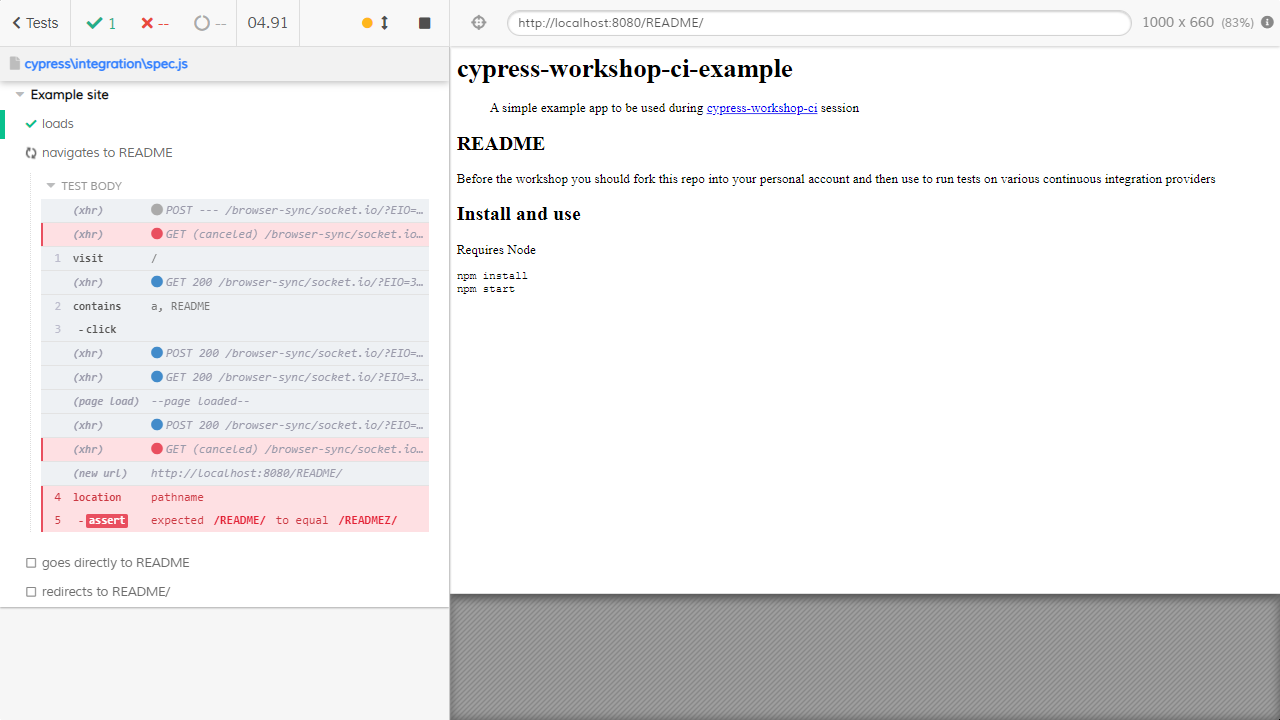 Tests
1
--
--
04.91
http://localhost:8080/README/
1000 x 660 (83%)
cypress\integration\spec.js
Example site
loads
navigates to README
TEST BODY
(xhr) POST --- /browser-sync/socket.io/?EIO=…
(xhr) GET (canceled) /browser-sync/socket.io…
1 visit /
(xhr) GET 200 /browser-sync/socket.io/?EIO=3…
2 contains a, README
3 -click
(xhr) POST 200 /browser-sync/socket.io/?EIO=…
(xhr) GET 200 /browser-sync/socket.io/?EIO=3…
(page load) --page loaded--
(xhr) POST 200 /browser-sync/socket.io/?EIO=…
(xhr) GET (canceled) /browser-sync/socket.io…
(new url) http://localhost:8080/README/
4 location pathname
5 -assert expected /README/ to equal /READMEZ/
goes directly to README
redirects to README/
cypress-workshop-ci-example
A simple example app to be used during cypress-workshop-ci session
README
Before the workshop you should fork this repo into your personal account and then use to run tests on various continuous integration providers
Install and use
Requires Node
npm install
npm start